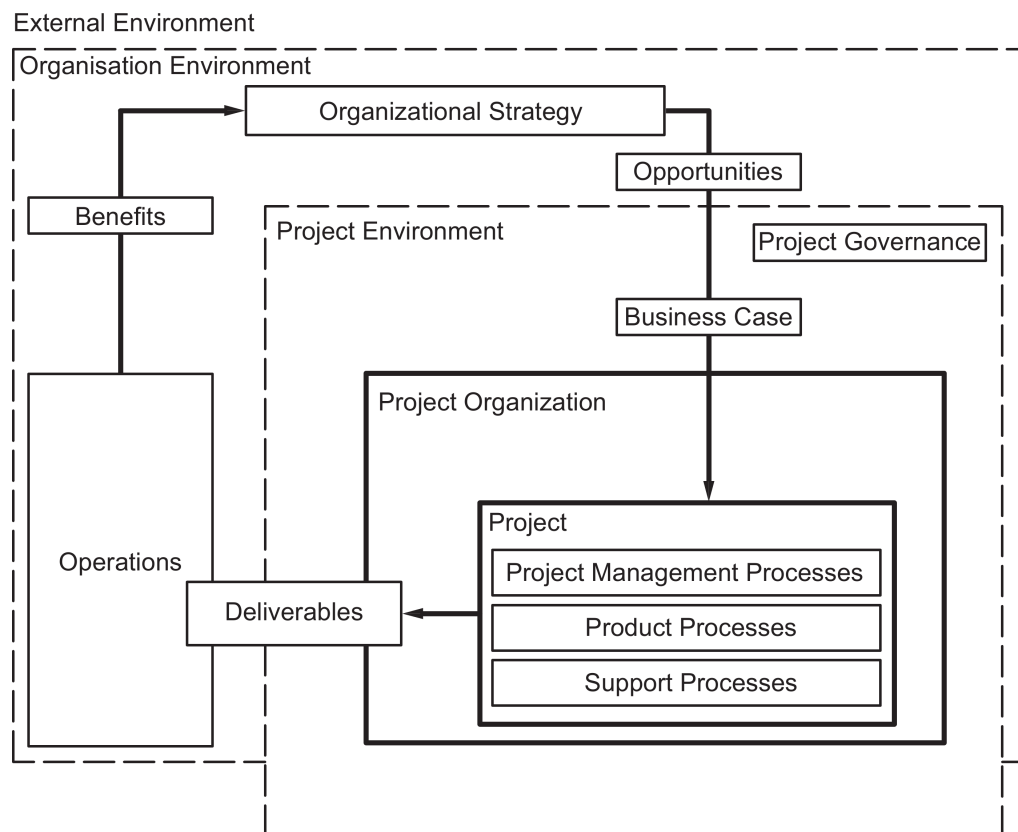 External Environment
Organisation Environment
Organizational Strategy
Opportunities
Benefits
Project Environment
Project Governance
Business Case
Project Organization
Project
Operations
Project Management Processes
Deliverables
Product Processes
Support Processes